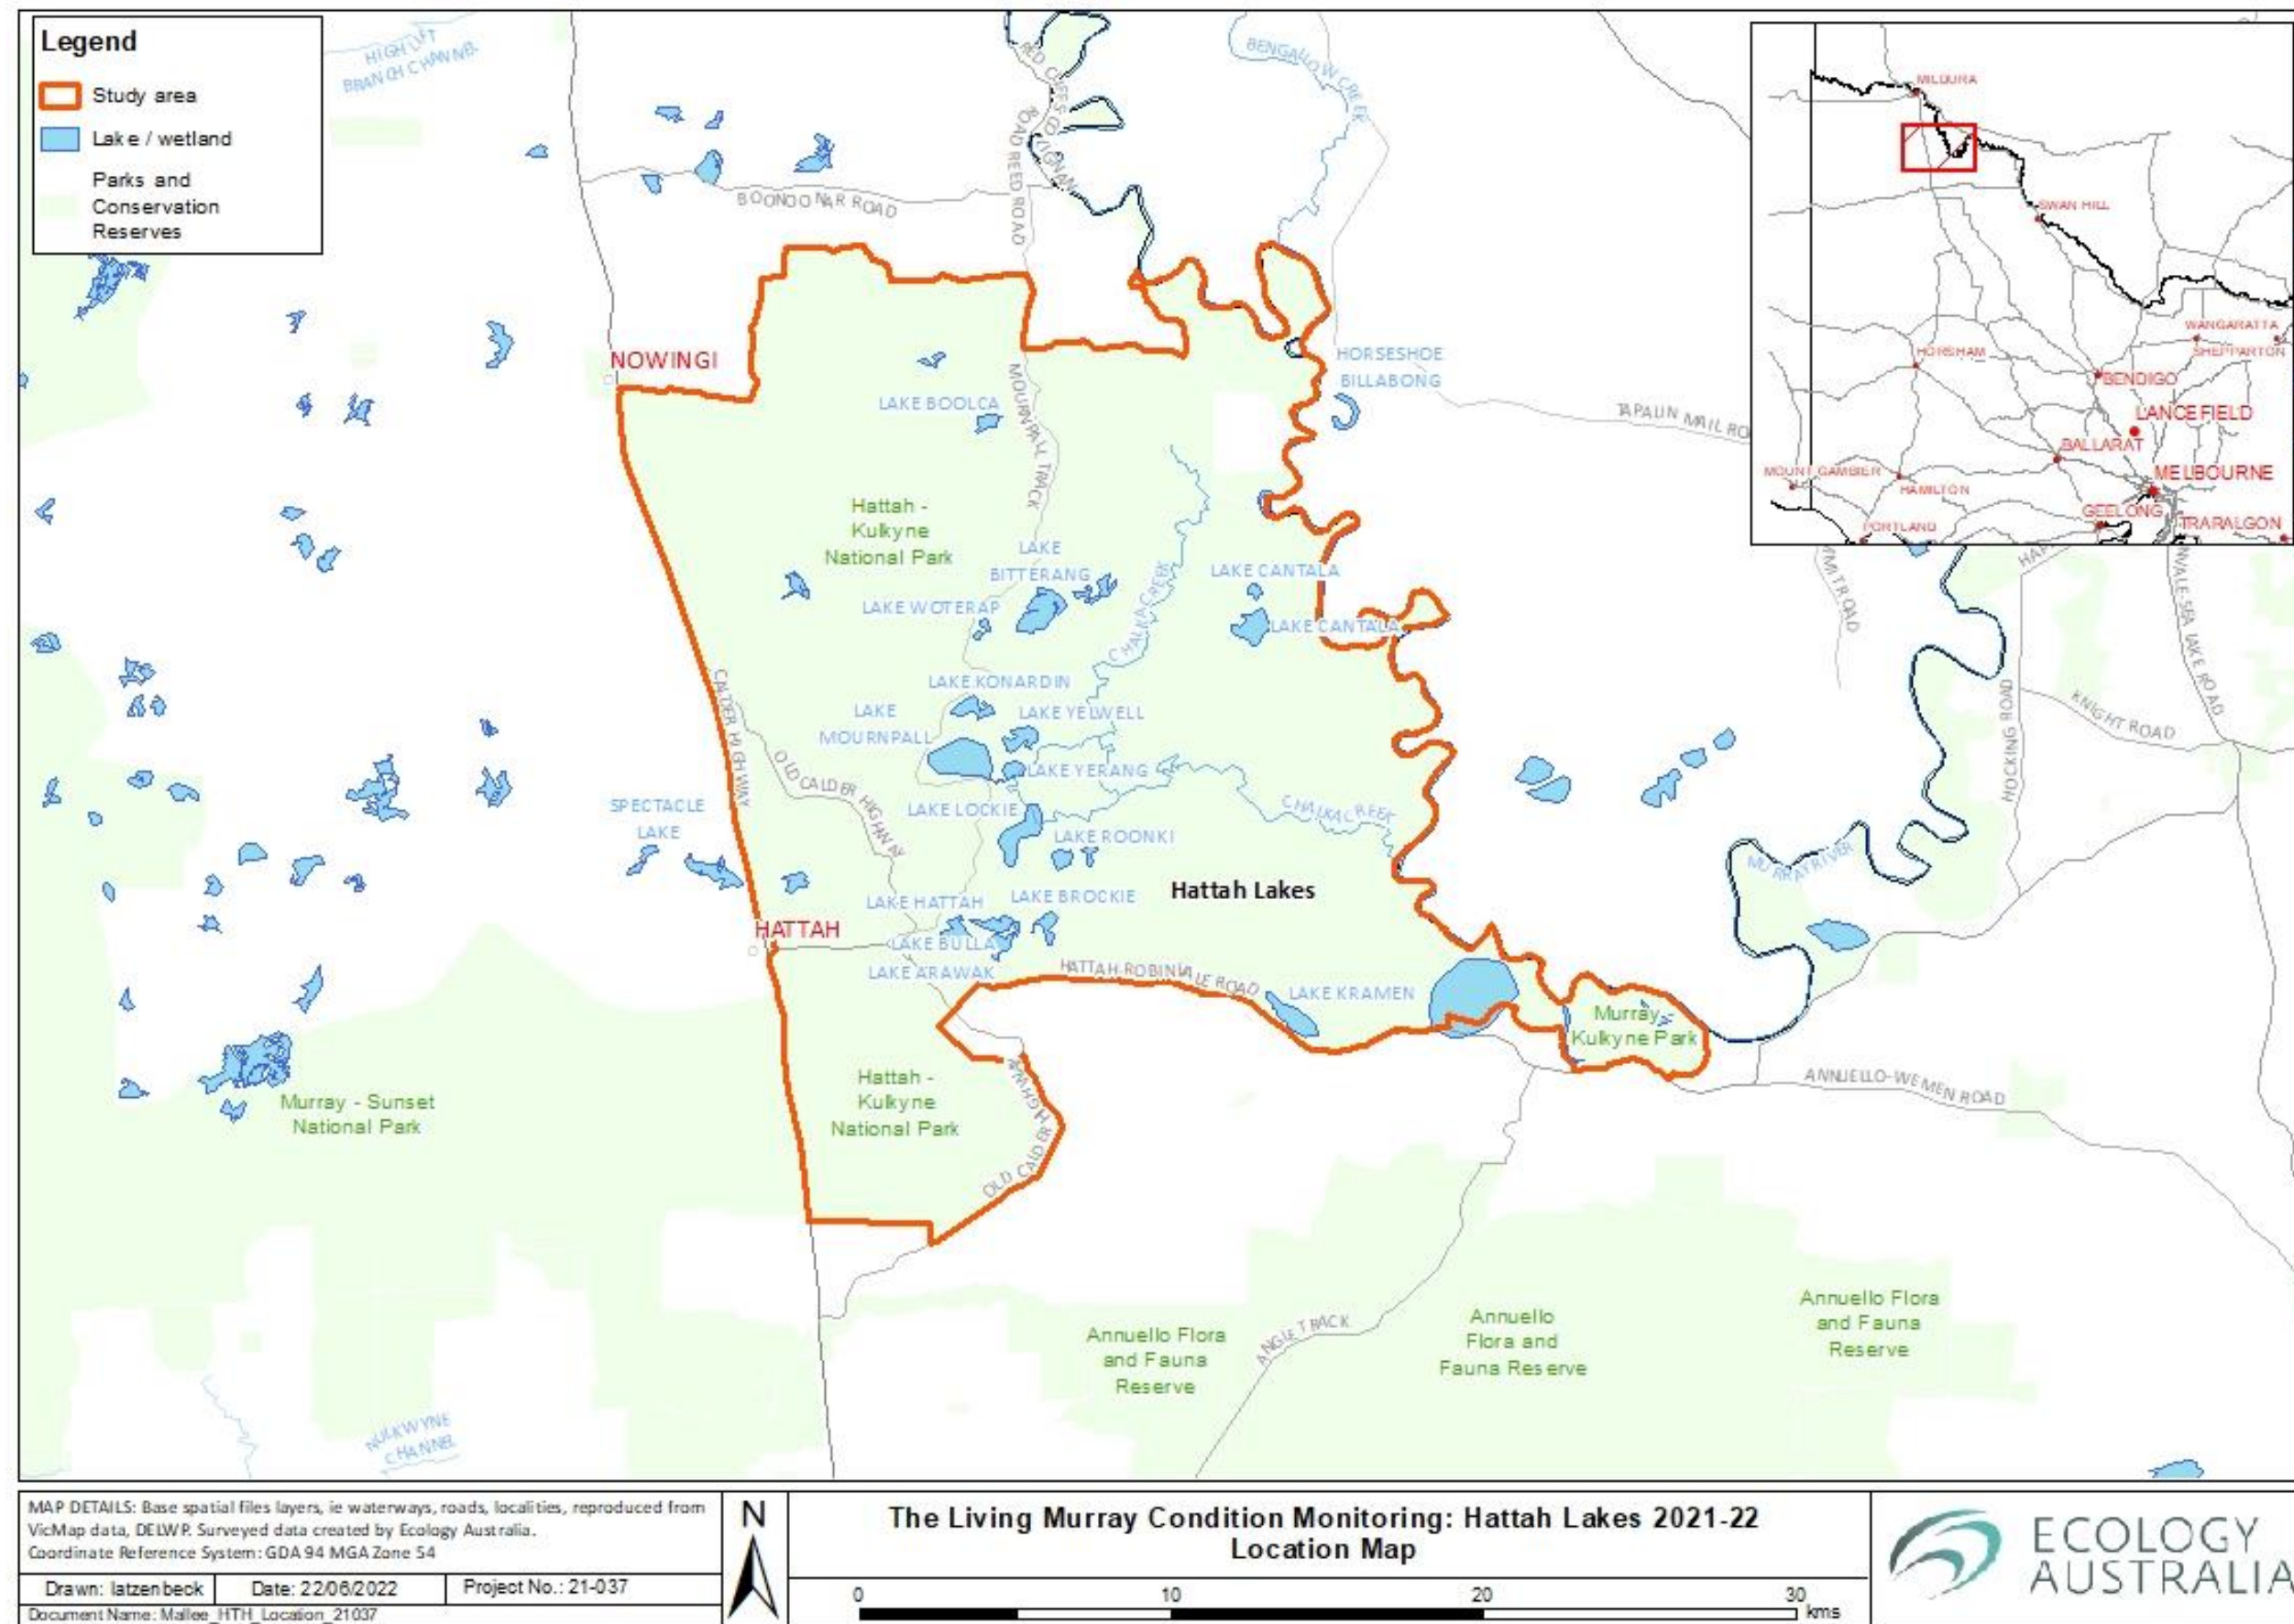 Legend
Study area
Lake / wetland
Parks and
Conservation
Reserves
HIGH LIFT
BRANCH CHANNEL
RED CLIFFS-COLIGNAN
ROAD
REED ROAD
BENGALLOW CREEK
BOONOONAR ROAD
NOWINGI
LAKE BOOLCA
MOURNPALL TRACK
HORSESHOE
BILLABONG
TAPALIN MAIL RO
Hattah -
Kulkyne
National Park
LAKE
BITTERANG
LAKE WOTERAP
CHALKA CREEK
LAKE CANTALA
LAKE CANTALA
LAKE KONARDIN
LAKE
MOURNPALL
LAKE YELWELL
LAKE YERANG
CALDER HIGHWAY
OLD CALDER HIGHWAY
LAKE LOCKIE
CHALKA CREEK
SPECTACLE
LAKE
LAKE ROONKI
Hattah Lakes
LAKE HATTAH
LAKE BROCKIE
HATTAH
LAKE BULLA
LAKE ARAWAK
HATTAH-ROBINVALE ROAD
LAKE KRAMEN
Murray -
Kulkyne Park
MURRAY RIVER
HOCKING ROAD
KNIGHT ROAD
ANNUELLO-WEMEN ROAD
Murray - Sunset
National Park
Hattah -
Kulkyne
National Park
OLD CALDER HIGHWAY
ANGLE TRACK
Annuello Flora
and Fauna
Reserve
Annuello
Flora and
Fauna Reserve
Annuello Flora
and Fauna
Reserve
NULKWYNE
CHANNEL
MILDURA
SWAN HILL
WANGARATTA
SHEPPARTON
HORSHAM
BENDIGO
LANCEFIELD
BALLARAT
MOUNT GAMBIER
HAMILTON
MELBOURNE
GEELONG
TRARALGON
PORTLAND
MAP DETAILS: Base spatial files layers, ie waterways, roads, localities, reproduced from
VicMap data, DELWP. Surveyed data created by Ecology Australia.
Coordinate Reference System: GDA 94 MGA Zone 54
Drawn: latzenbeck
Date: 22/06/2022
Project No.: 21-037
Document Name: Mallee_HTH_Location_21037
N
The Living Murray Condition Monitoring: Hattah Lakes 2021-22
Location Map
0 10 20 30
kms
ECOLOGY
AUSTRALIA